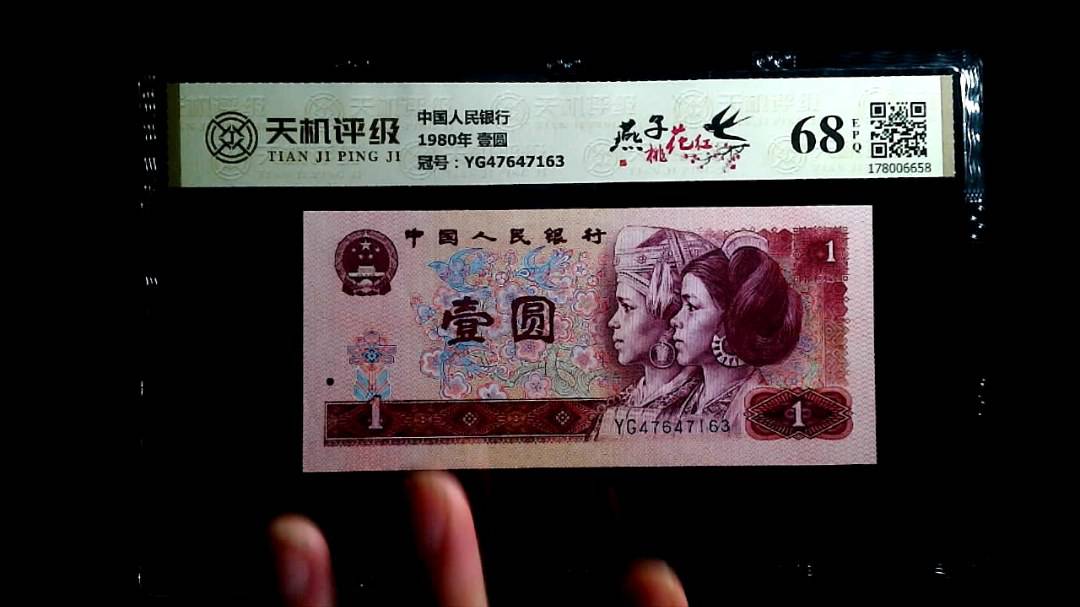 天机评级
TIAN JI PING JI
中国人民银行
1980年 壹圆
冠号：YG47647163
燕子
桃花红
68
EPQ
178006658
中国人民银行
1
壹圆
1
YG47647163
1